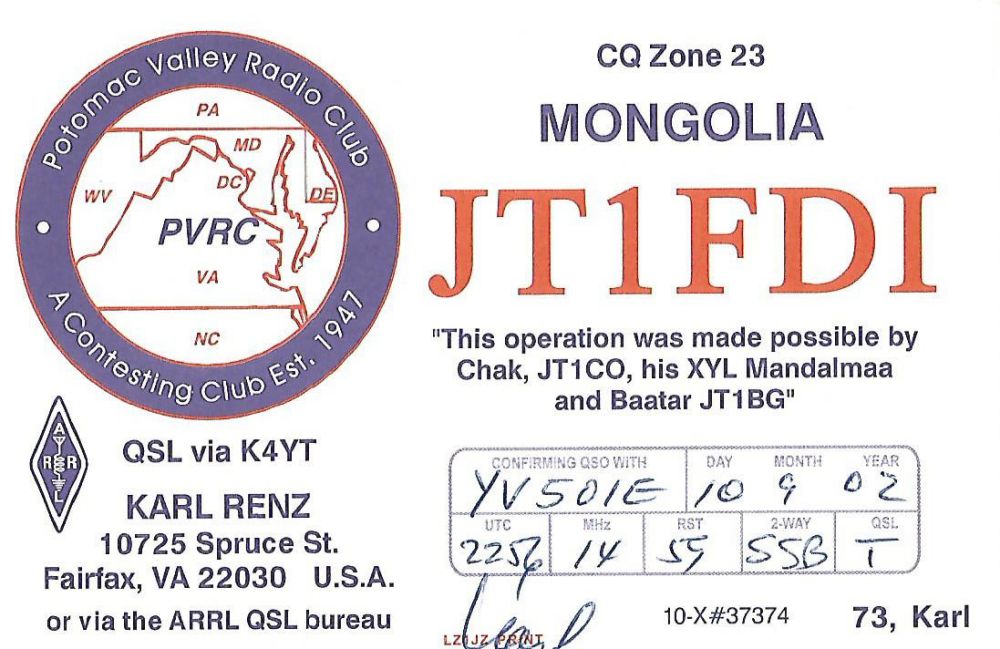 Potomac Valley Radio Club
PA
MD
DC
WV
DE
PVRC
VA
NC
A Contesting Club Est. 1947
CQ Zone 23
MONGOLIA
JT1FDI
"This operation was made possible by
Chak, JT1CO, his XYL Mandalmaa
and Baatar JT1BG"
A
R R
L
QSL via K4YT
KARL RENZ
10725 Spruce St.
Fairfax, VA 22030 U.S.A.
or via the ARRL QSL bureau
CONFIRMING QSO WITH DAY MONTH YEAR
YV5OIE 10 9 02
UTC MHz RST 2-WAY QSL
2256 14 59 SSB T
Karl
LZ1JZ PRINT
10-X#37374
73, Karl